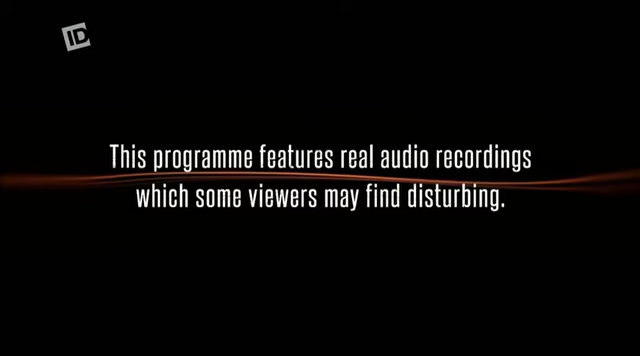 ID
This programme features real audio recordings
which some viewers may find disturbing.